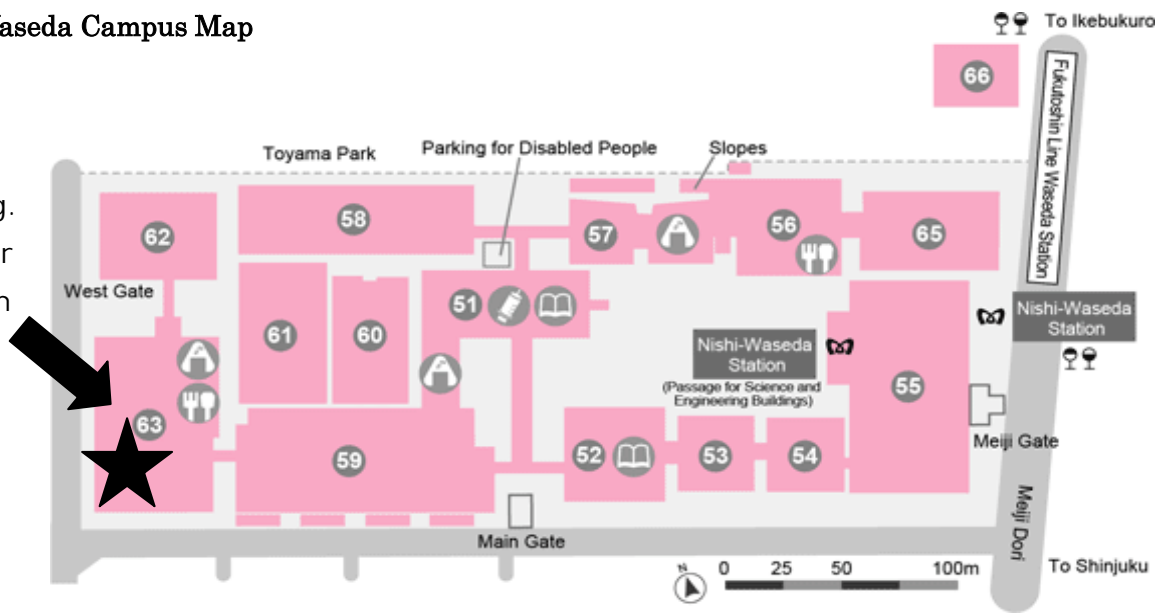 aseda Campus Map
To Ikebukuro
66
Fukutoshin Line Waseda Station
Toyama Park
Parking for Disabled People
Slopes
g.
r
n
62
58
57
56
65
West Gate
51
61
60
Nishi-Waseda
Station
Nishi-Waseda
Station
(Passage for Science and
Engineering Buildings)
55
63
59
52
53
54
Meiji Gate
Main Gate
Meiji Dori
To Shinjuku
N
0 25 50 100m